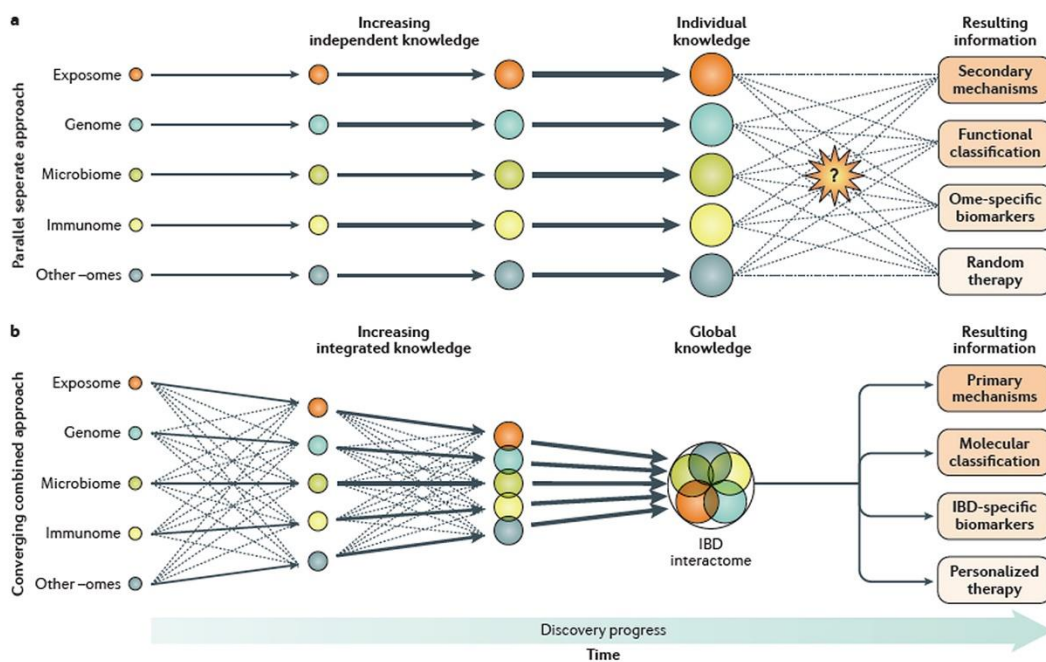 a
Increasing
independent knowledge
Individual
knowledge
Resulting
information
Parallel seperate approach
Exposome
Genome
Microbiome
Immunome
Other –omes
?
Secondary
mechanisms
Functional
classification
Ome-specific
biomarkers
Random
therapy
b
Increasing
integrated knowledge
Global
knowledge
Resulting
information
Converging combined approach
Exposome
Genome
Microbiome
Immunome
Other –omes
IBD
interactome
Primary
mechanisms
Molecular
classification
IBD-specific
biomarkers
Personalized
therapy
Discovery progress
Time